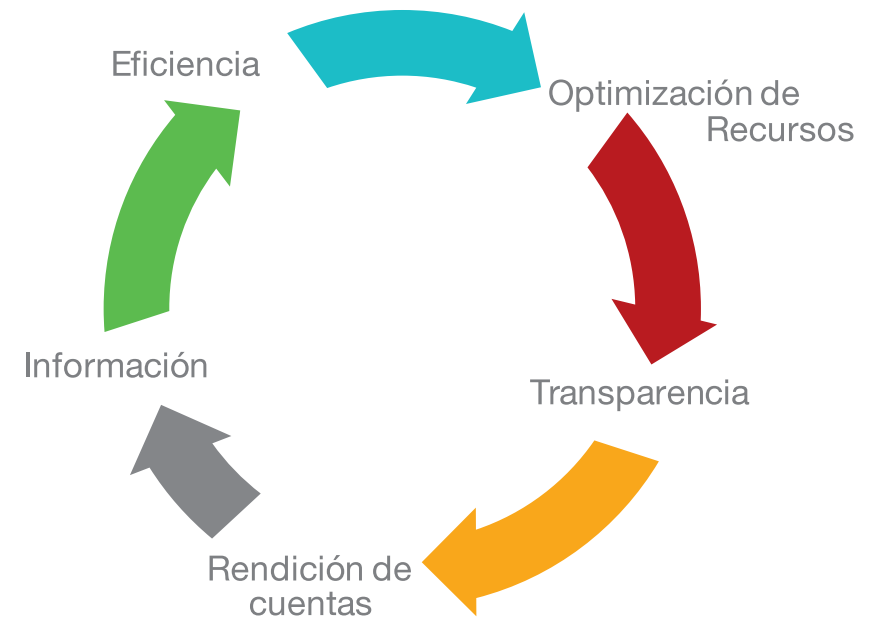 Eficiencia
Optimización de
Recursos
Transparencia
Rendición de
cuentas
Información